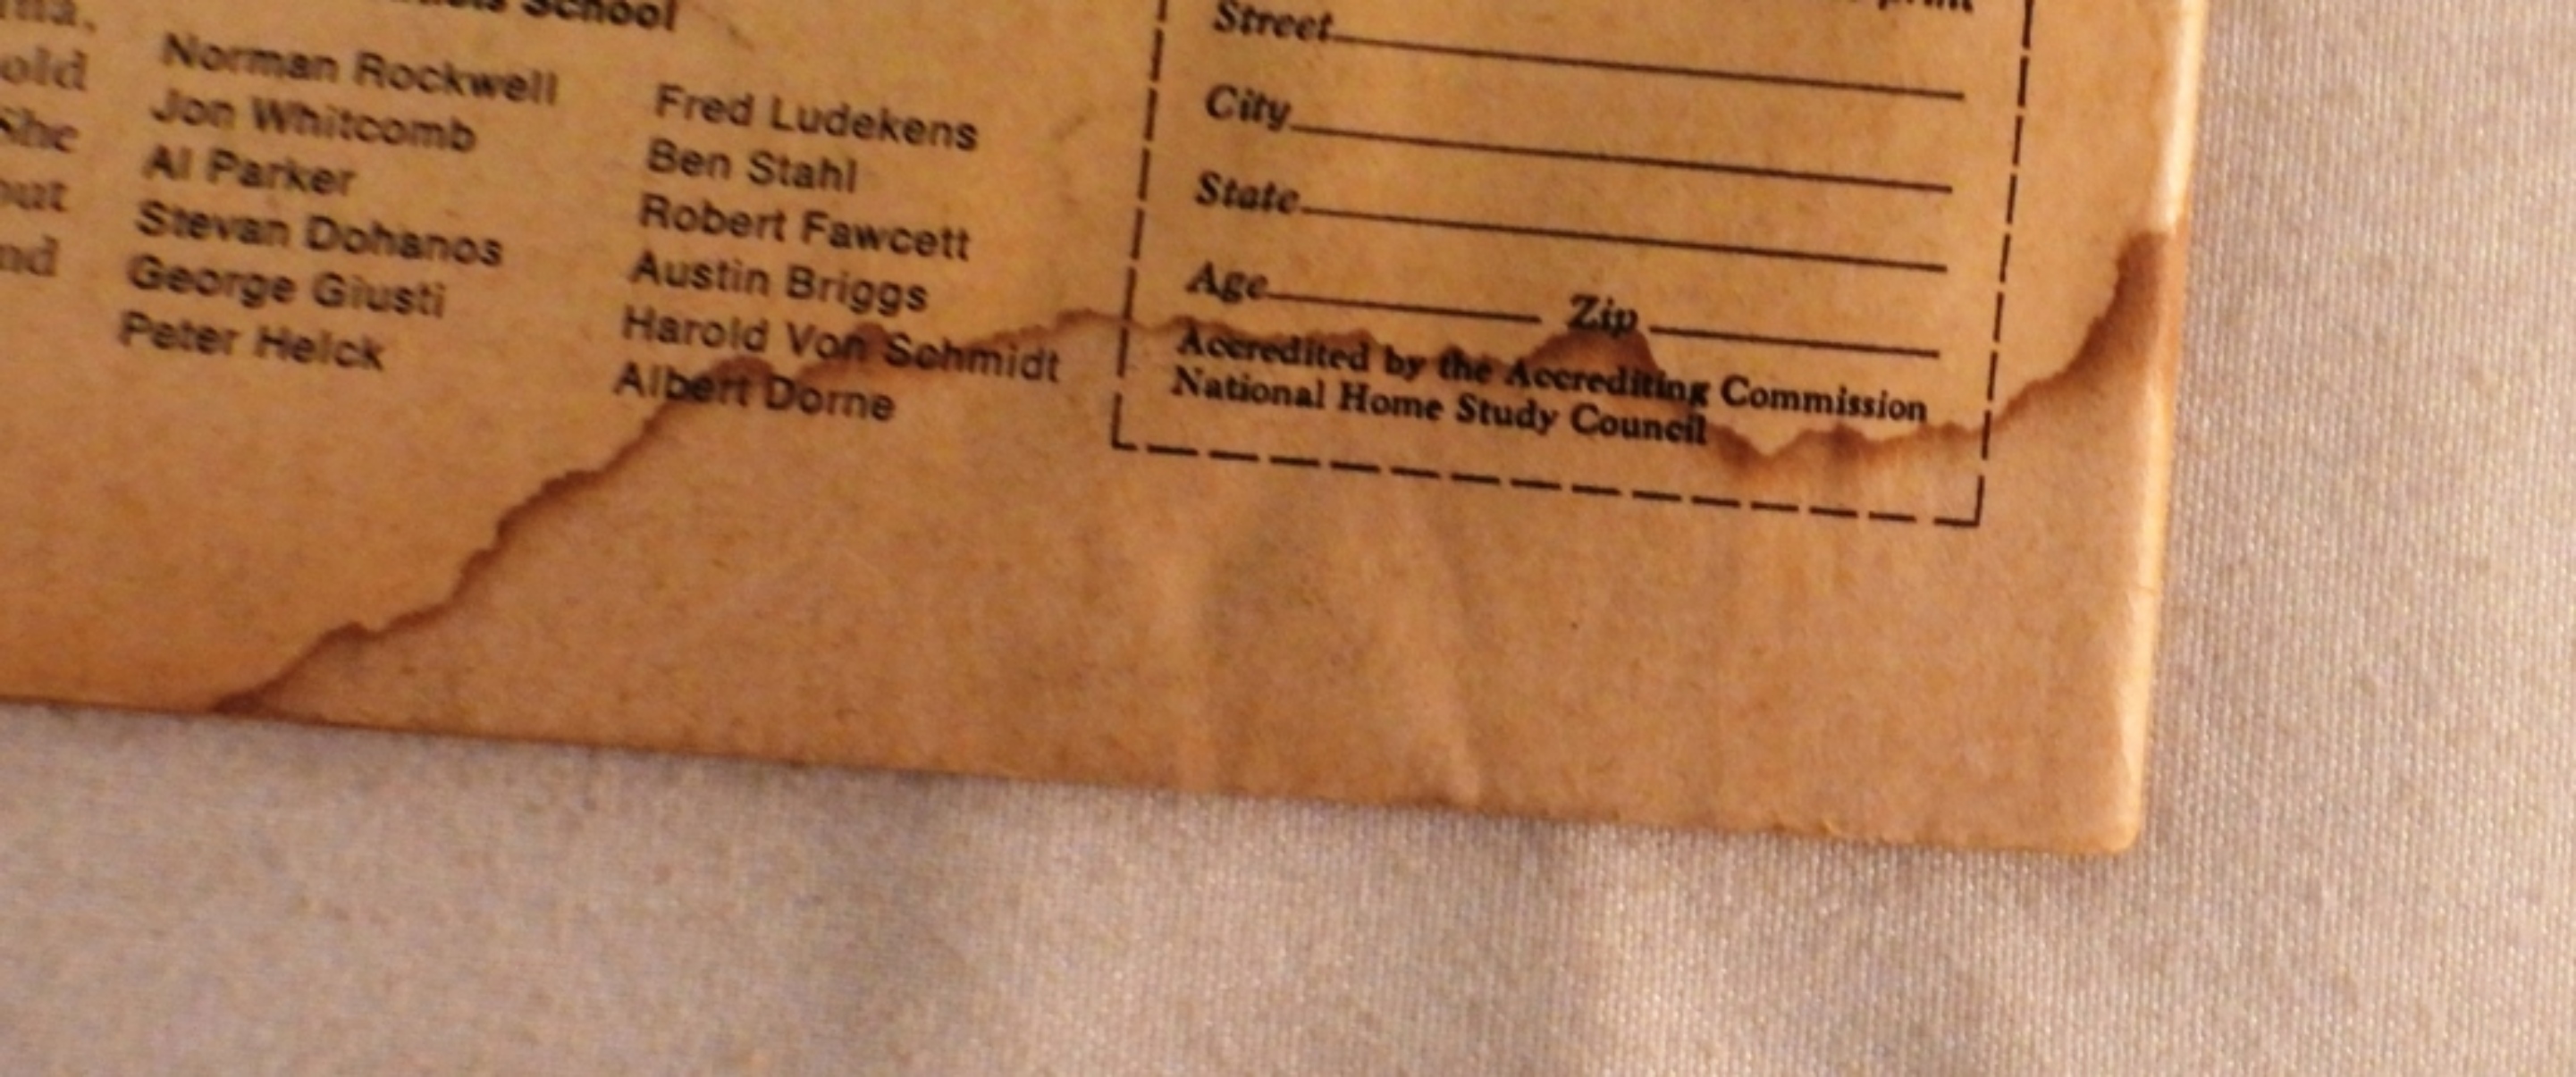 School
old
She
Norman Rockwell
Jon Whitcomb
Al Parker
Stevan Dohanos
George Giusti
Peter Helck
Fred Ludekens
Ben Stahl
Robert Fawcett
Austin Briggs
Harold Von Schmidt
Albert Dorne
Street
City
State
Age Zip
Accredited by the Accrediting Commission
National Home Study Council